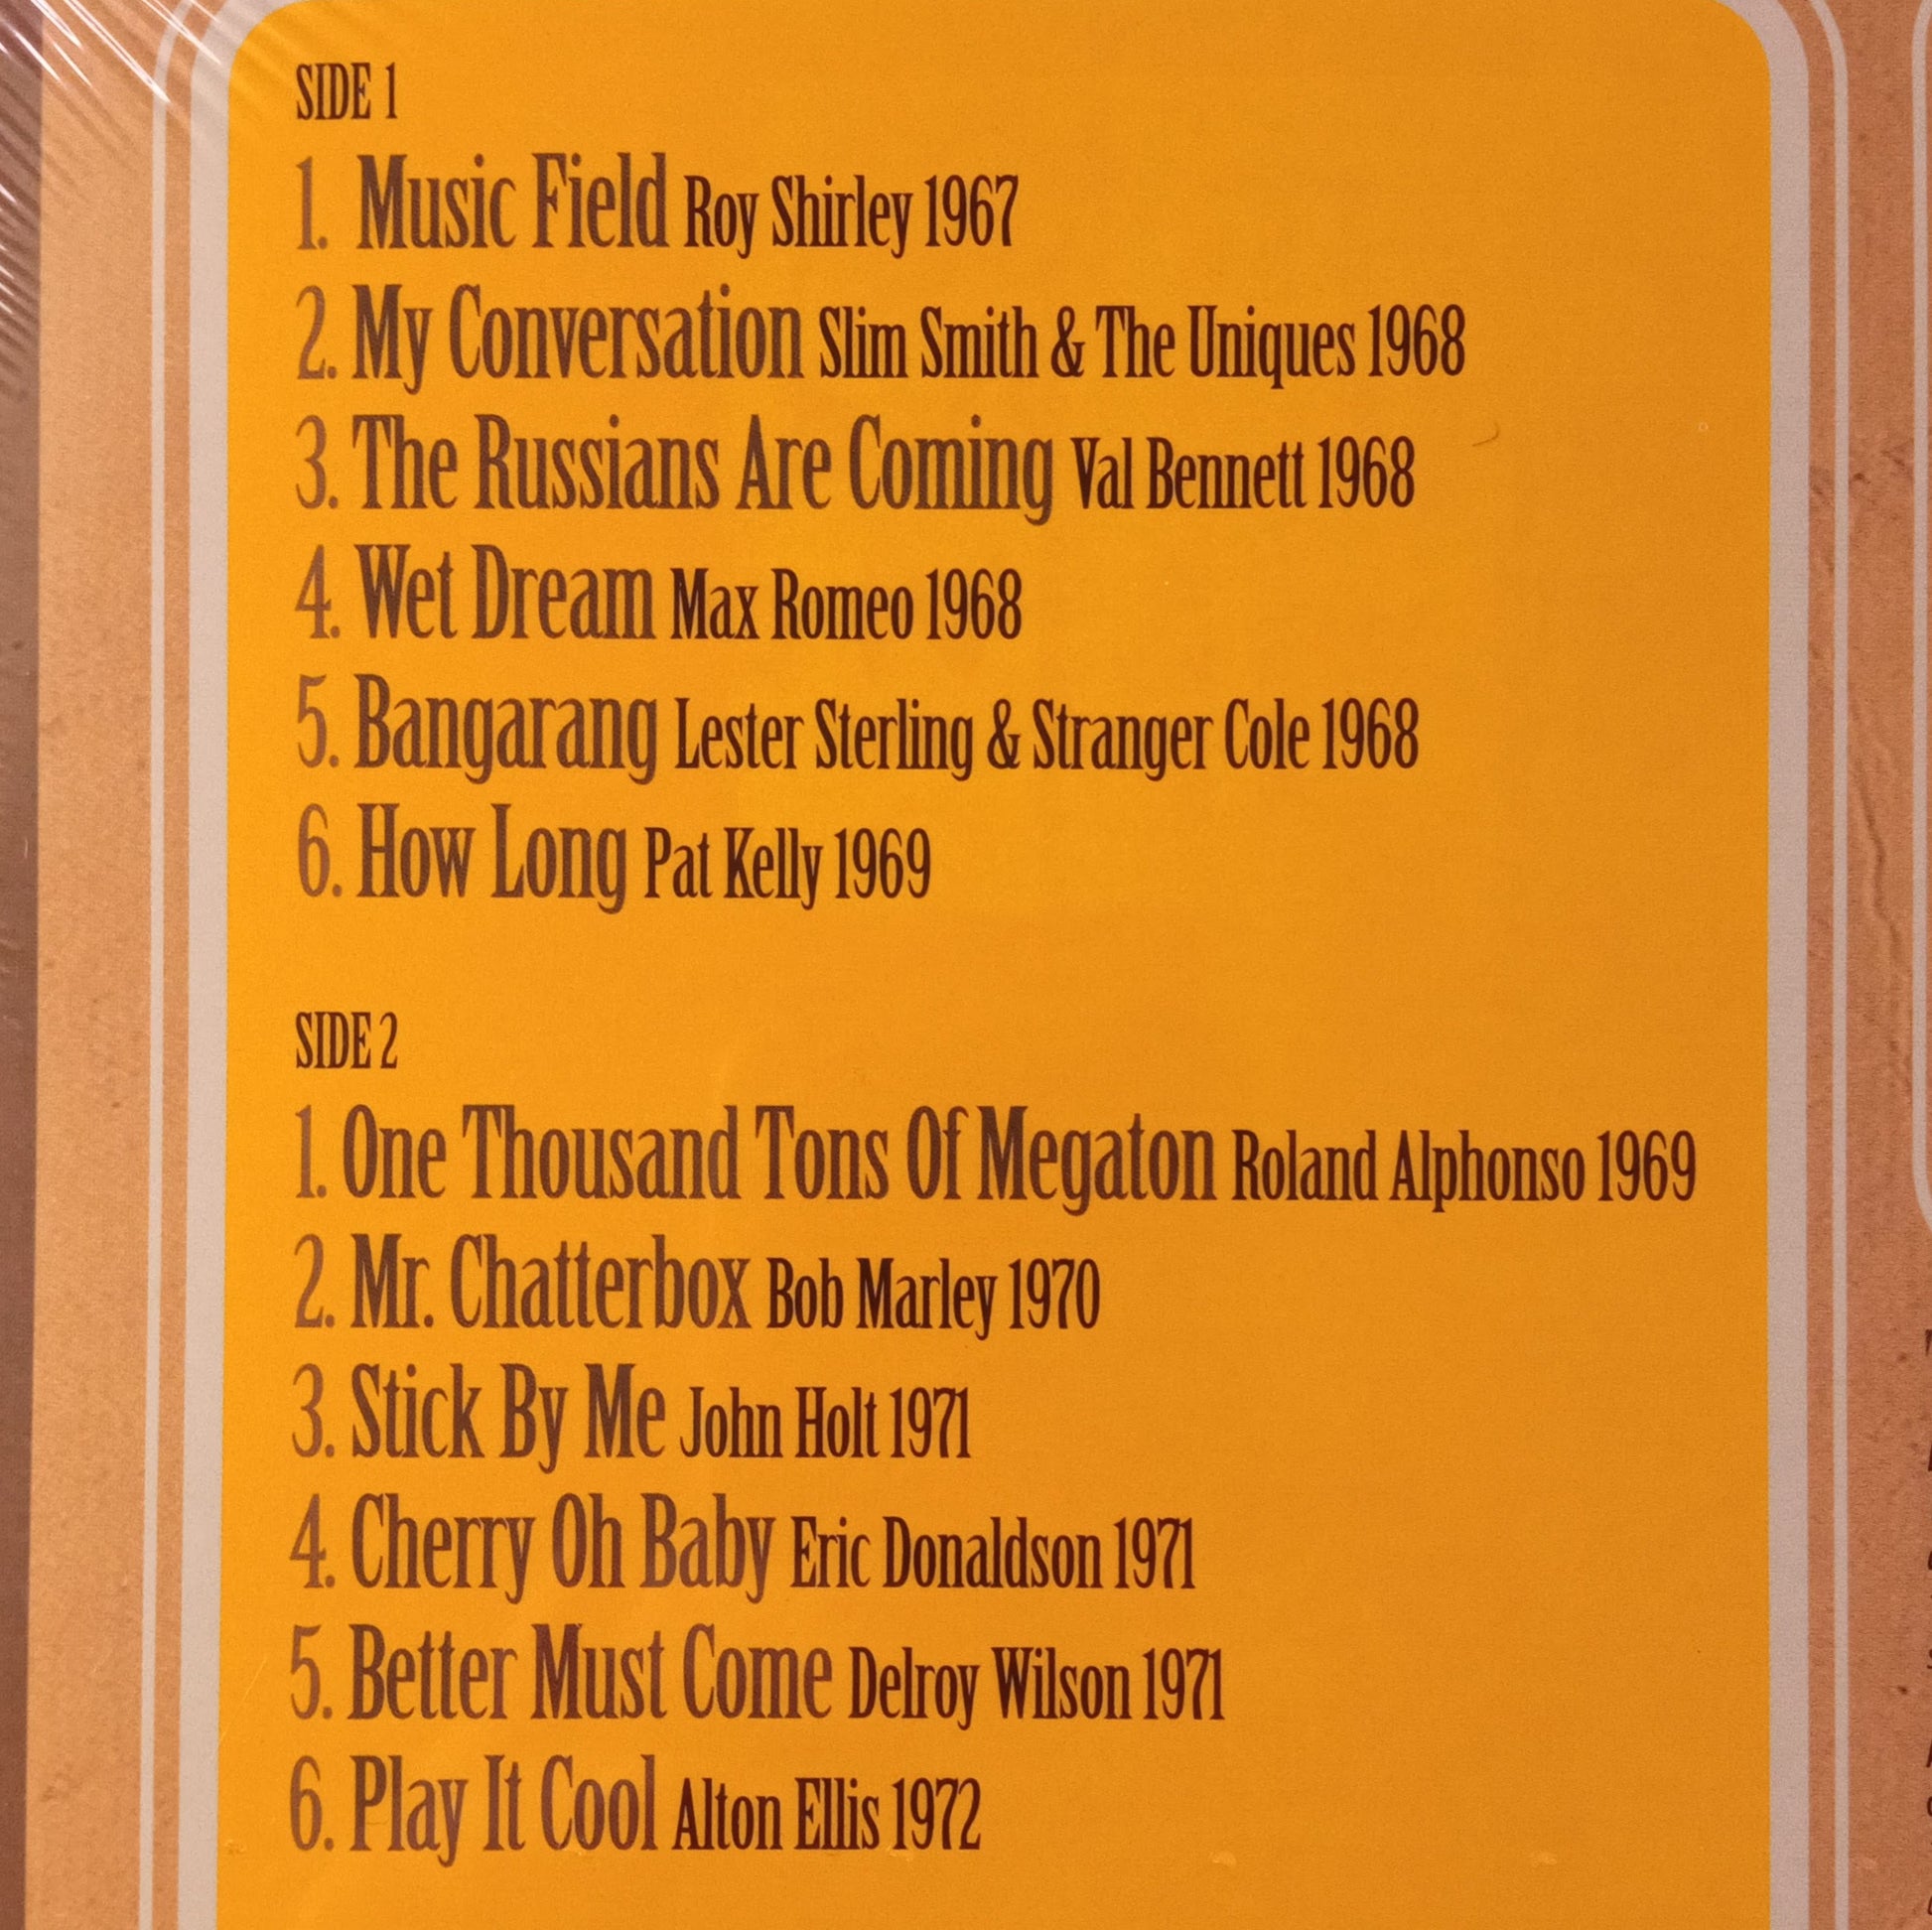 SIDE 1
1. Music Field Roy Shirley 1967
2. My Conversation Slim Smith & The Uniques 1968
3. The Russians Are Coming Val Bennett 1968
4. Wet Dream Max Romeo 1968
5. Bangarang Lester Sterling & Stranger Cole 1968
6. How Long Pat Kelly 1969
SIDE 2
1. One Thousand Tons Of Megaton Roland Alphonso 1969
2. Mr. Chatterbox Bob Marley 1970
3. Stick By Me John Holt 1971
4. Cherry Oh Baby Eric Donaldson 1971
5. Better Must Come Delroy Wilson 1971
6. Play It Cool Alton Ellis 1972